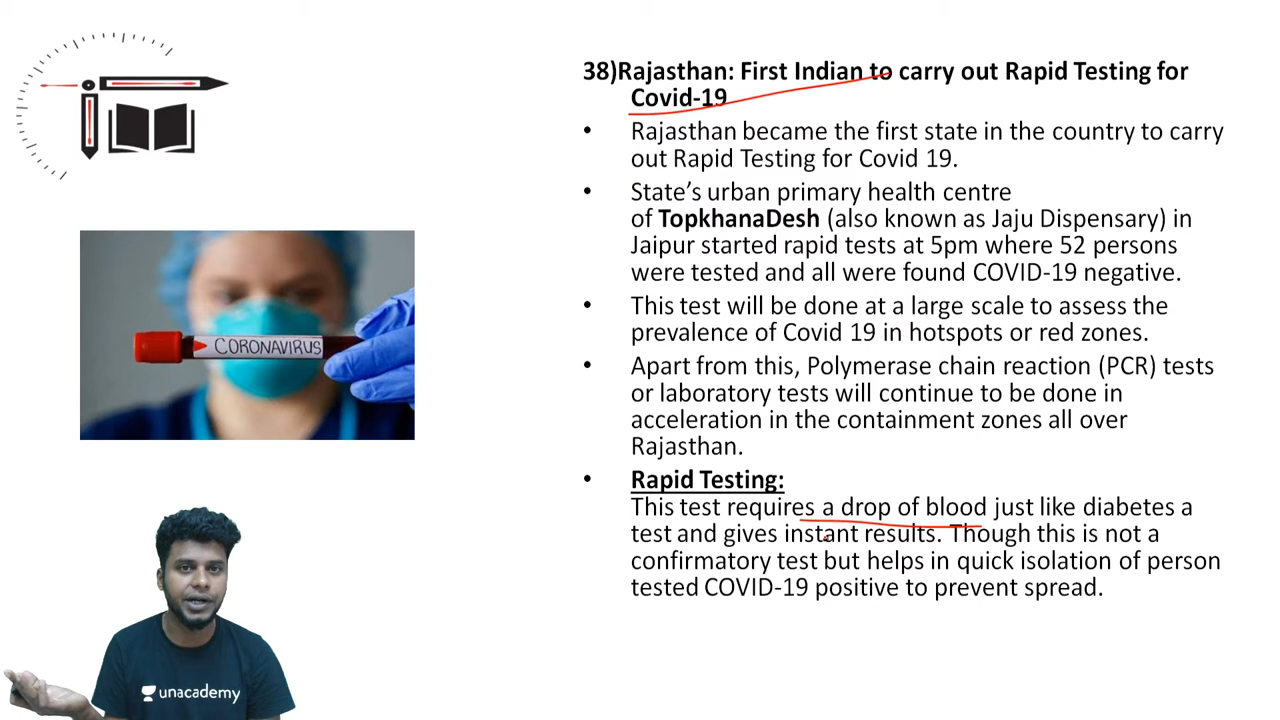 38)Rajasthan: First Indian to carry out Rapid Testing for
Covid-19
• Rajasthan became the first state in the country to carry
out Rapid Testing for Covid 19.
• State’s urban primary health centre
of TopkhanaDesh (also known as Jaju Dispensary) in
Jaipur started rapid tests at 5pm where 52 persons
were tested and all were found COVID-19 negative.
• This test will be done at a large scale to assess the
prevalence of Covid 19 in hotspots or red zones.
• Apart from this, Polymerase chain reaction (PCR) tests
or laboratory tests will continue to be done in
acceleration in the containment zones all over
Rajasthan.
• Rapid Testing:
This test requires a drop of blood just like diabetes a
test and gives instant results. Though this is not a
confirmatory test but helps in quick isolation of person
tested COVID-19 positive to prevent spread.
CORONAVIRUS
unacademy